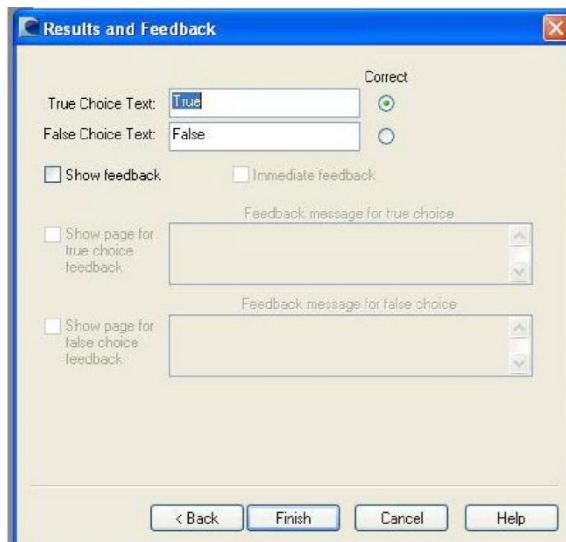 Results and Feedback
Correct
True Choice Text: True
False Choice Text: False
Show feedback Immediate feedback
Feedback message for true choice
Show page for
true choice
feedback
Feedback message for false choice
Show page for
false choice
feedback
< Back Finish Cancel Help